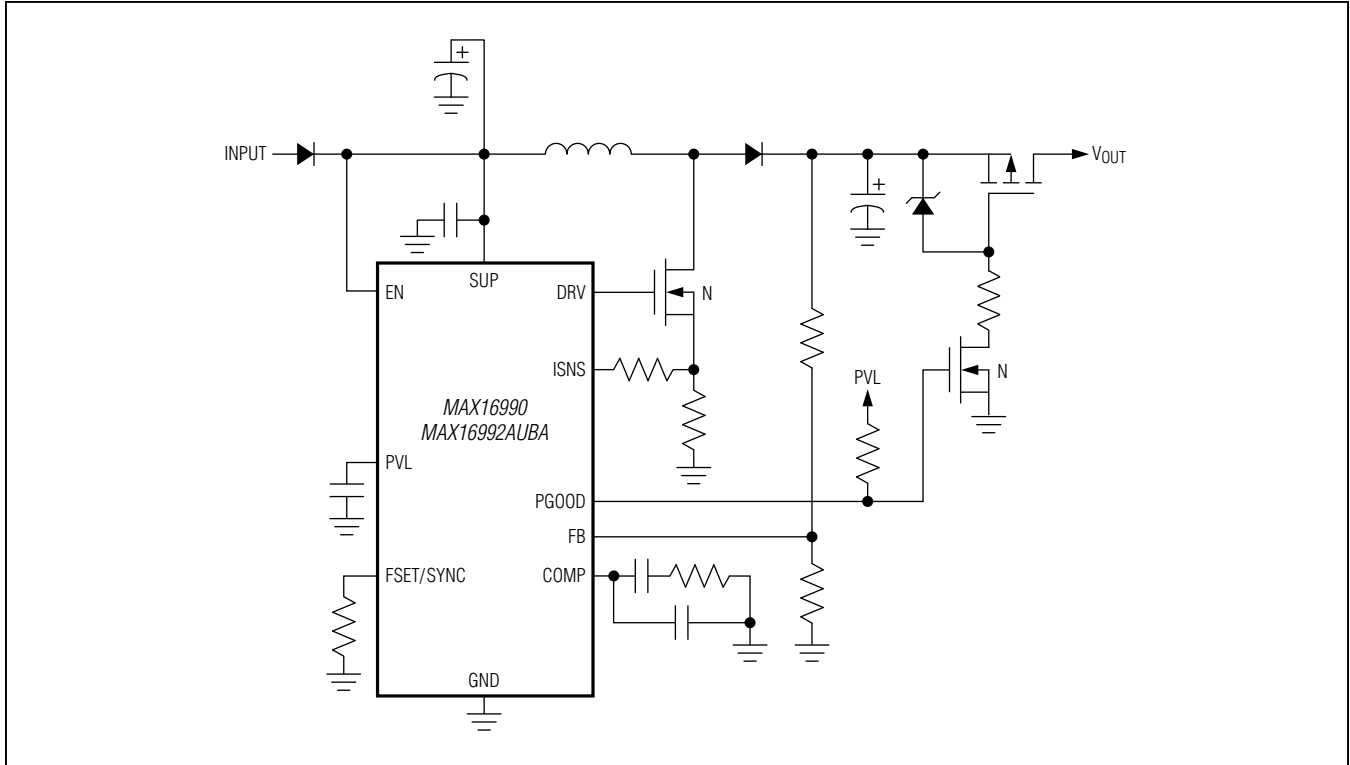 +
INPUT
+
VOUT
SUP
EN
DRV
N
ISNS
PVL
N
MAX16990
MAX16992AUBA
PVL
PGOOD
FB
FSET/SYNC
COMP
GND